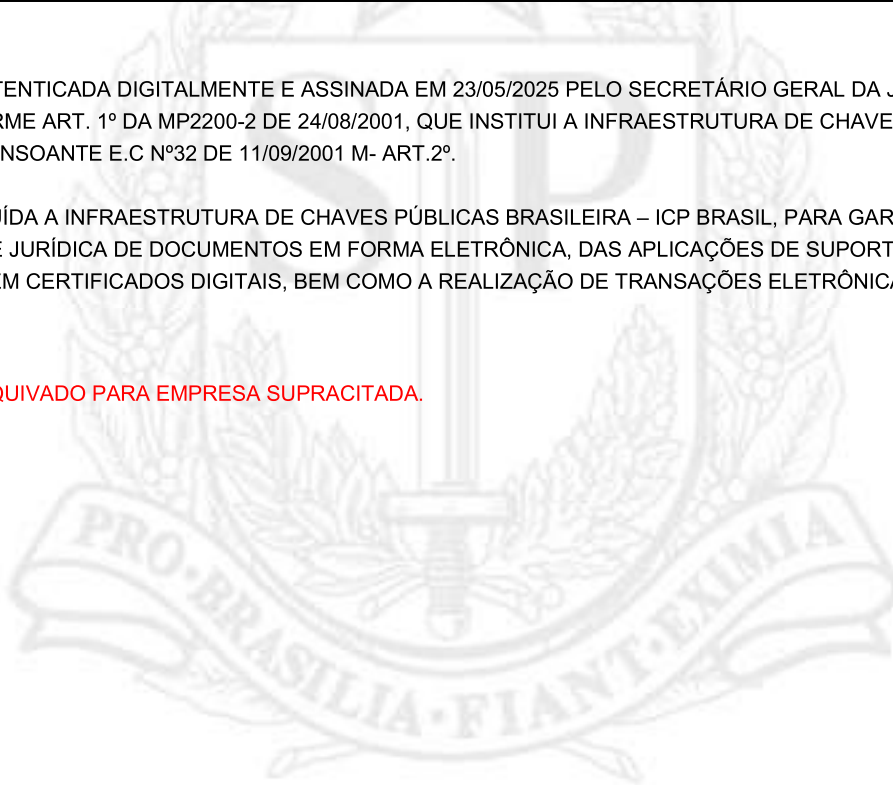 TENTICADA DIGITALMENTE E ASSINADA EM 23/05/2025 PELO SECRETÁRIO GERAL DA J
RME ART. 1º DA MP2200-2 DE 24/08/2001, QUE INSTITUI A INFRAESTRUTURA DE CHAVE
NSOANTE E.C Nº32 DE 11/09/2001 M- ART.2º.
ÍDA A INFRAESTRUTURA DE CHAVES PÚBLICAS BRASILEIRA – ICP BRASIL, PARA GAR
E JURÍDICA DE DOCUMENTOS EM FORMA ELETRÔNICA, DAS APLICAÇÕES DE SUPORT
EM CERTIFICADOS DIGITAIS, BEM COMO A REALIZAÇÃO DE TRANSAÇÕES ELETRÔNICA
QUIVADO PARA EMPRESA SUPRACITADA.
SP
PRO·BRASILIA·FIANT·EXIMIA